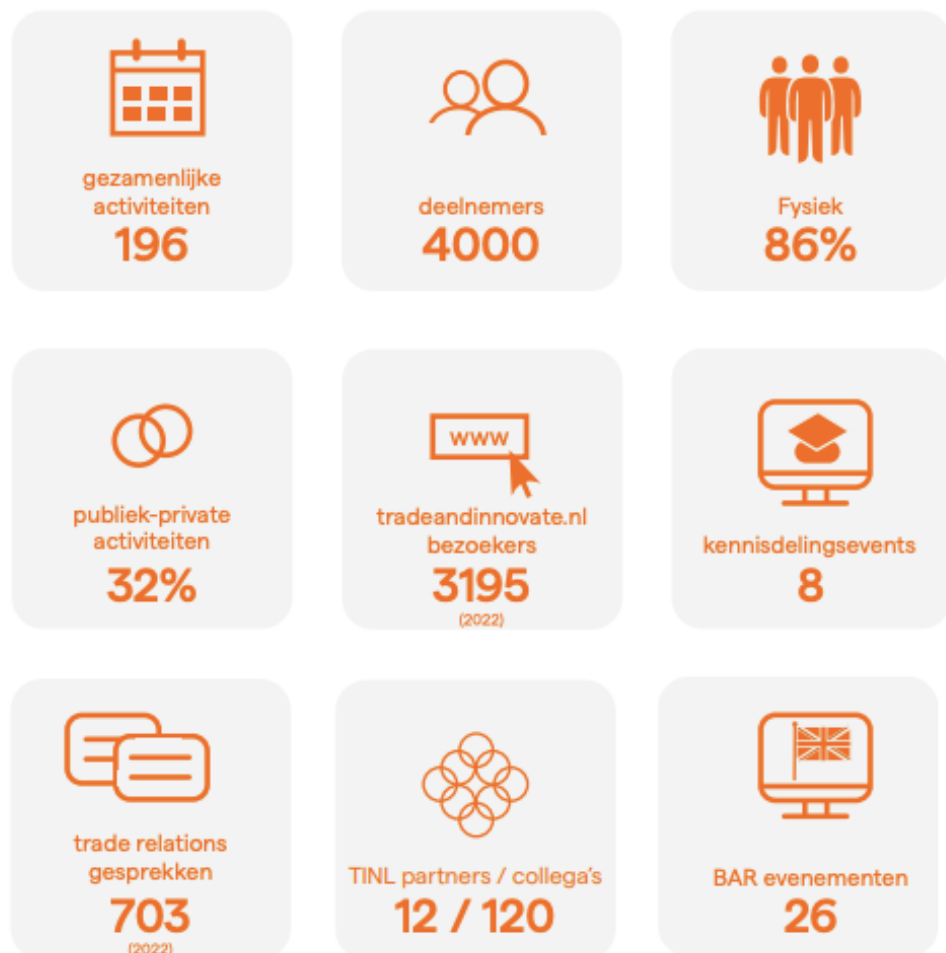 gezamenlijke
activiteiten
196
deelnemers
4000
Fysiek
86%
publiek-private
activiteiten
32%
www
tradeandinnovate.nl
bezoekers
3195
(2022)
kennisdelingsevents
8
trade relations
gesprekken
703
(2022)
TINL partners / collega's
12 / 120
BAR evenementen
26